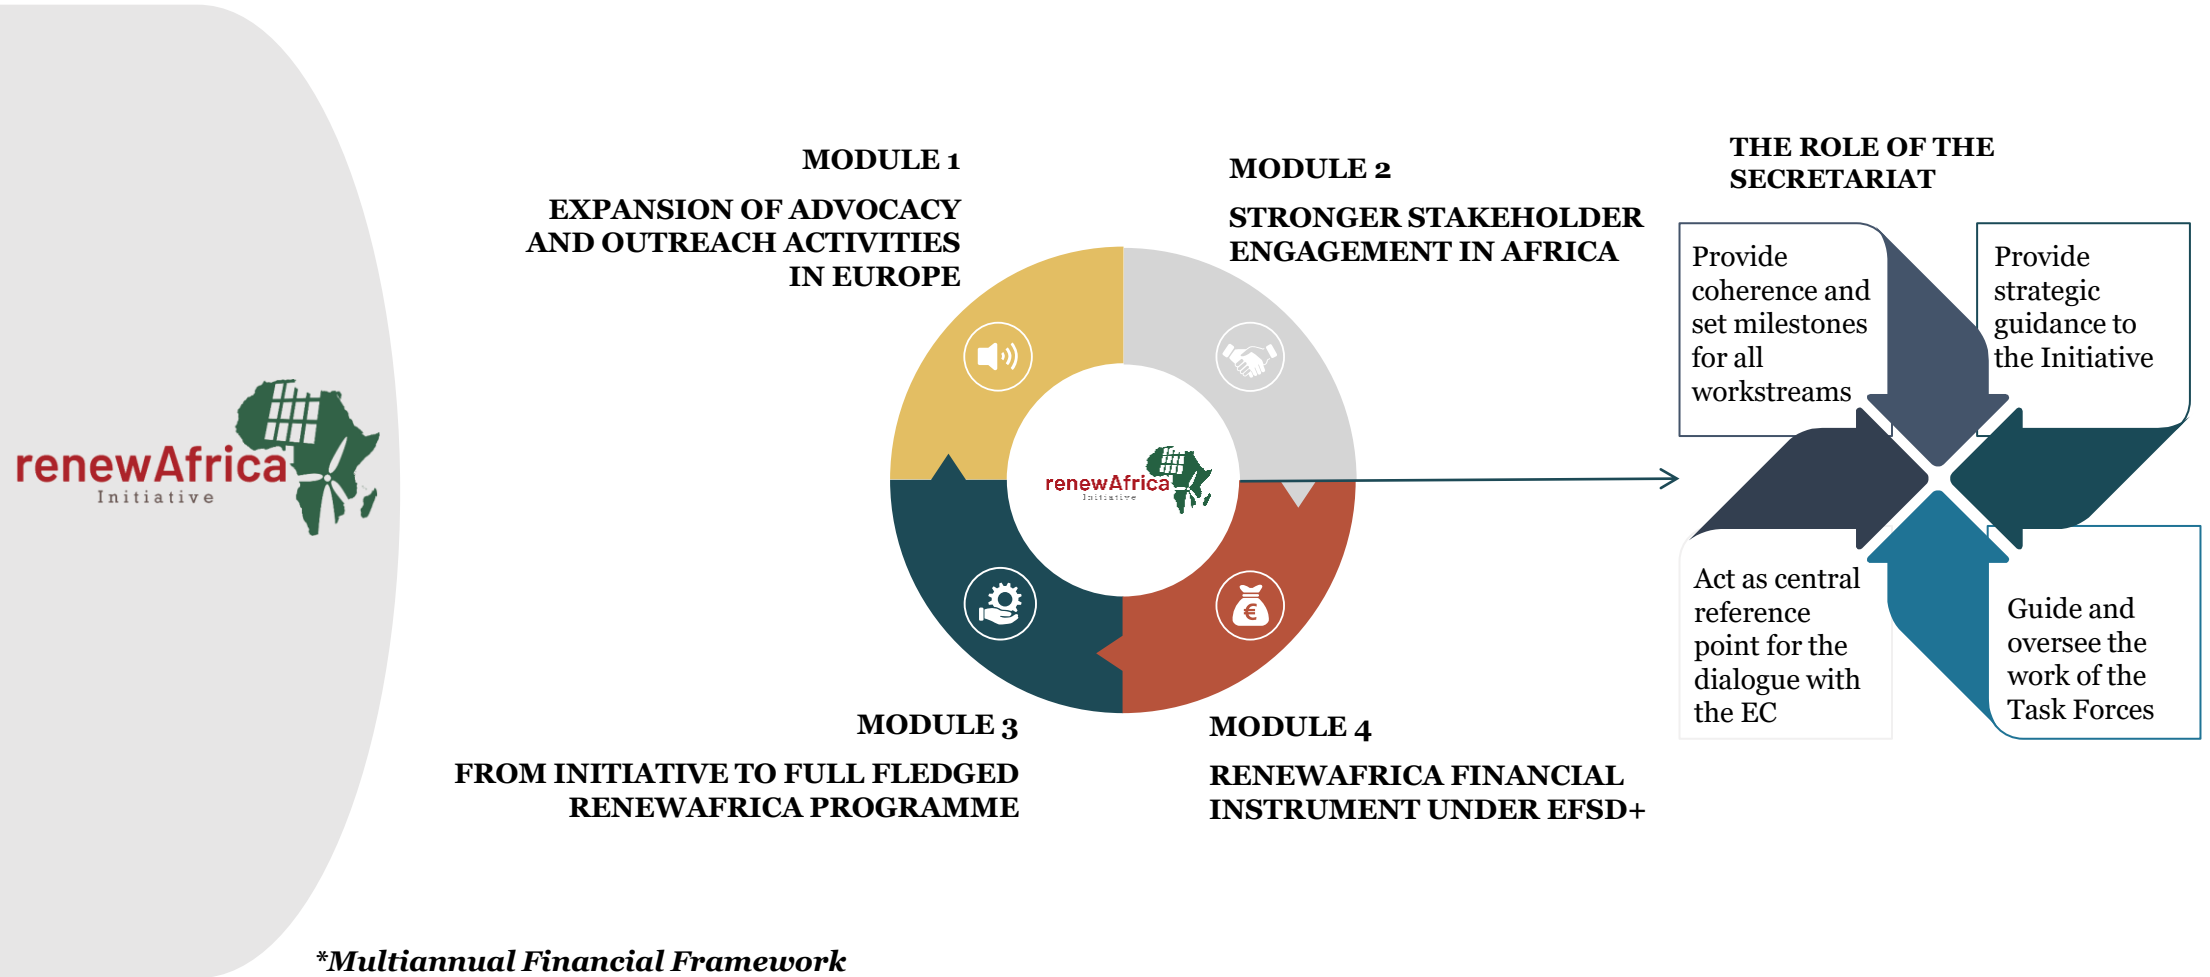 renewAfrica
Initiative
MODULE 1
EXPANSION OF ADVOCACY
AND OUTREACH ACTIVITIES
IN EUROPE
MODULE 2
STRONGER STAKEHOLDER
ENGAGEMENT IN AFRICA
renewAfrica
Initiative
€
MODULE 3
FROM INITIATIVE TO FULL FLEDGED
RENEWAFRICA PROGRAMME
MODULE 4
RENEWAFRICA FINANCIAL
INSTRUMENT UNDER EFSD+
THE ROLE OF THE
SECRETARIAT
Provide
coherence and
set milestones
for all
workstreams
Provide
strategic
guidance to
the Initiative
Act as central
reference
point for the
dialogue with
the EC
Guide and
oversee the
work of the
Task Forces
*Multiannual Financial Framework